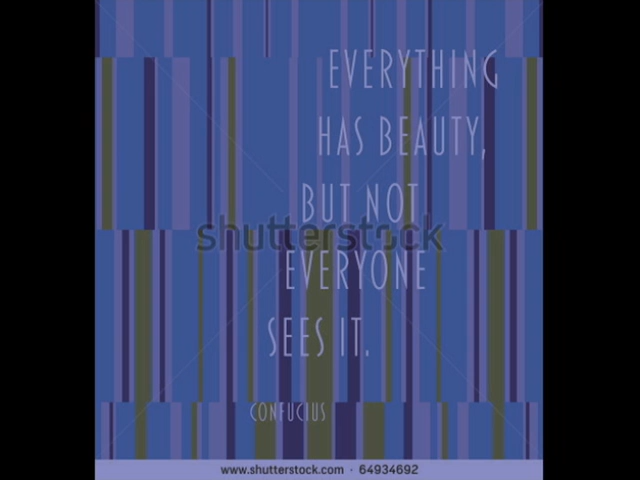 EVERYTHING
HAS BEAUTY,
BUT NOT
shutterstock
EVERYONE
SEES IT.
CONFUCIUS
www.shutterstock.com · 64934692